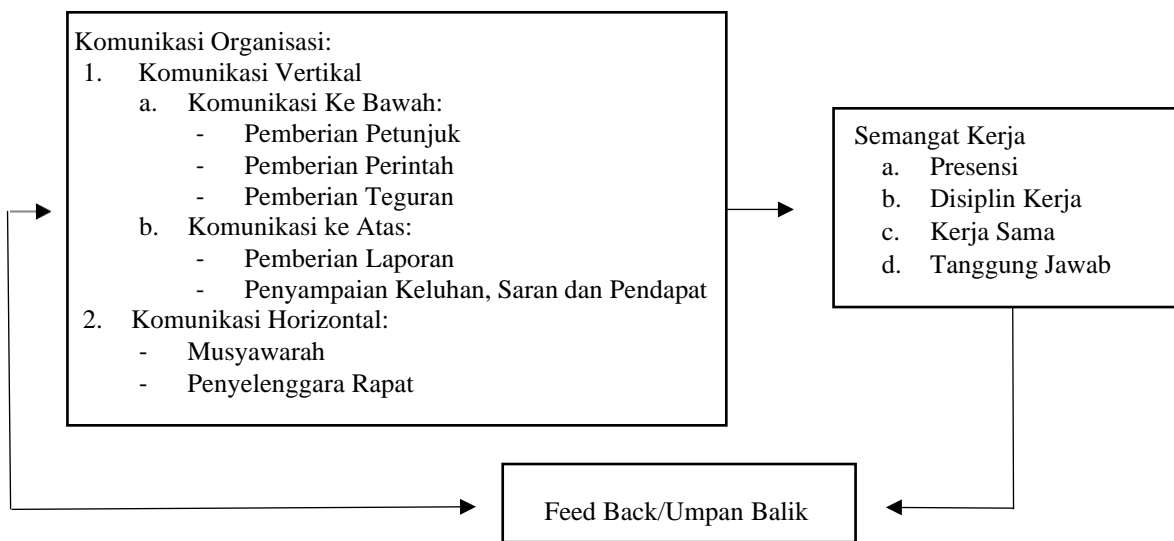 Komunikasi Organisasi:
1. Komunikasi Vertikal
a. Komunikasi Ke Bawah:
- Pemberian Petunjuk
- Pemberian Perintah
- Pemberian Teguran
b. Komunikasi ke Atas:
- Pemberian Laporan
- Penyampaian Keluhan, Saran dan Pendapat
2. Komunikasi Horizontal:
- Musyawarah
- Penyelenggara Rapat
Semangat Kerja
a. Presensi
b. Disiplin Kerja
c. Kerja Sama
d. Tanggung Jawab
Feed Back/Umpan Balik